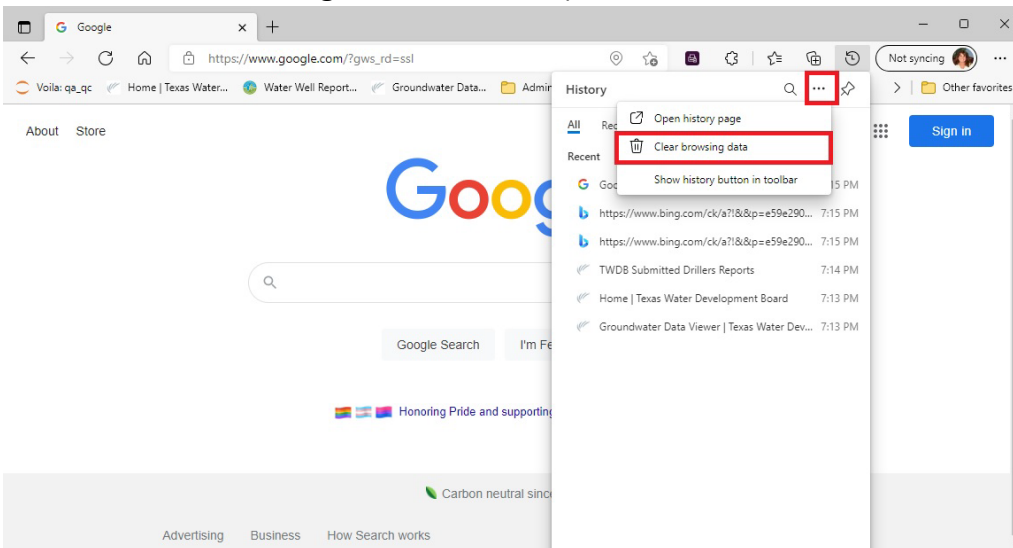 Google
https://www.google.com/?gws_rd=ssl
Not syncing
Voila: qa_qc
Home | Texas Water...
Water Well Report...
Groundwater Data...
Admin
Other favorites
History
About Store
All
Open history page
Clear browsing data
Show history button in toolbar
Sign in
Recent
15 PM
https://www.bing.com/ck/a?!&&p=e59e290... 7:15 PM
https://www.bing.com/ck/a?!&&p=e59e290... 7:15 PM
TWDB Submitted Drillers Reports 7:14 PM
Home | Texas Water Development Board 7:13 PM
Groundwater Data Viewer | Texas Water Dev... 7:13 PM
Goog
Google Search
I'm Fe
Honoring Pride and supporting
Carbon neutral since
Advertising Business How Search works